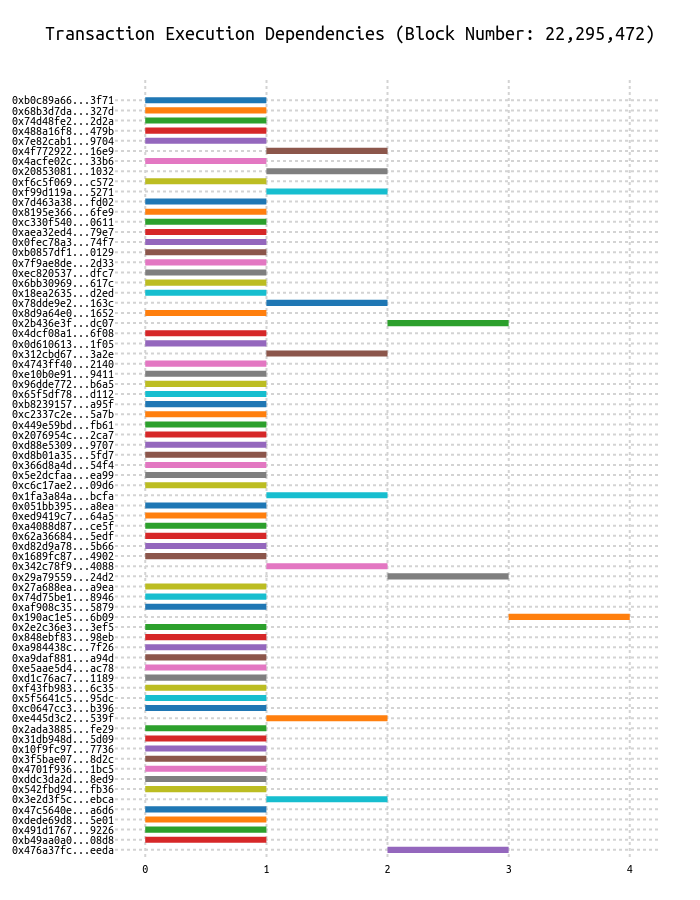 Transaction Execution Dependencies (Block Number: 22,295,472)
0xb0c89a66...3f71
0x68b3d7da...327d
0x74d48fe2...2d2a
0x488a16f8...479b
0x7e82cab1...9704
0x4f772922...16e9
0x4acfe02c...33b6
0x20853081...1032
0xf6c5f069...c572
0xf99d119a...5271
0x7d463a38...fd02
0x8195e366...6fe9
0xc330f540...0611
0xaea32ed4...79e7
0x0fec78a3...74f7
0xb0857df1...0129
0x7f9ae8de...2d33
0xec820537...dfc7
0x6bb30969...617c
0x18ea2635...d2ed
0x78dde9e2...163c
0x8d9a64e0...1652
0x2b436e3f...dc07
0x4dcf08a1...6f08
0x0d610613...1f05
0x312cbd67...3a2e
0x4743ff40...2140
0xe10b0e91...9411
0x96dde772...b6a5
0x65f5df78...d112
0xb8239157...a95f
0xc2337c2e...5a7b
0x449e59bd...fb61
0x2076954c...2ca7
0xd88e5309...9707
0xd8b01a35...5fd7
0x366d8a4d...54f4
0x5e2dcfaa...ea99
0xc6c17ae2...09d6
0x1fa3a84a...bcfa
0x051bb395...a8ea
0xed9419c7...64a5
0xa4088d87...ce5f
0x62a36684...5edf
0xd82d9a78...5b66
0x1689fc87...4902
0x342c78f9...4088
0x29a79559...24d2
0x27a688ea...a9ea
0x74d75be1...8946
0xaf908c35...5879
0x190ac1e5...6b09
0x2e2c36e3...3ef5
0x848ebf83...98eb
0xa984438c...7f26
0xa9daf881...a94d
0xe5aae5d4...ac78
0xd1c76ac7...1189
0xf43fb983...6c35
0x5f5641c5...95dc
0xc0647cc3...b396
0xe445d3c2...539f
0x2ada3885...fe29
0x31db948d...5d09
0x10f9fc97...7736
0x3f5bae07...8d2c
0x4701f936...1bc5
0xddc3da2d...8ed9
0x542fbd94...fb36
0x3e2d3f5c...ebca
0x47c5640e...a6d6
0xdede69d8...5e01
0x491d1767...9226
0xb49aa0a0...08d8
0x476a37fc...eeda
0 1 2 3 4